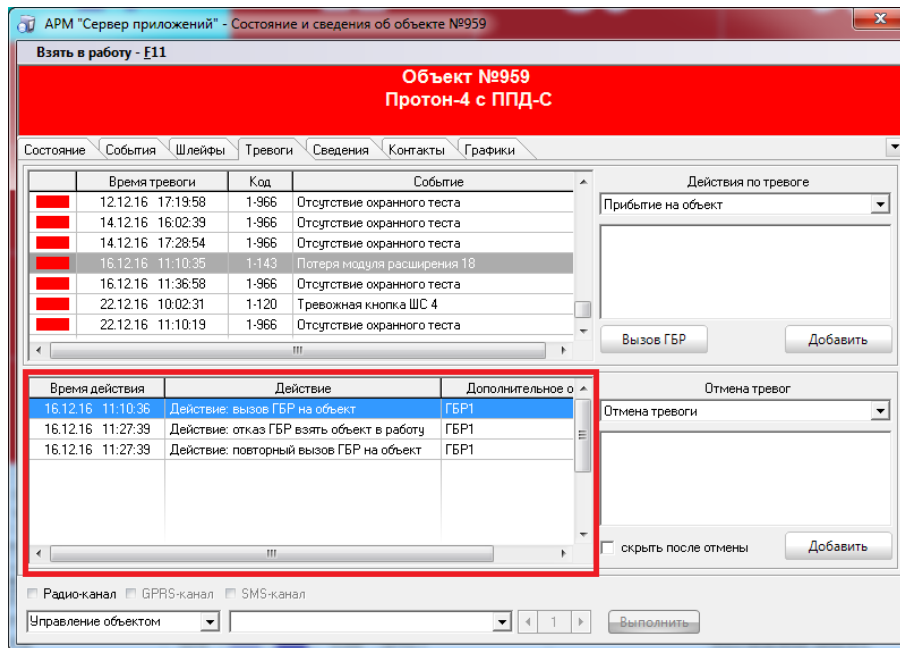 АРМ "Сервер приложений" - Состояние и сведения об объекте №959
Взять в работу - F11
Объект №959
Протон-4 с ППД-С
Состояние События Шлейфы Тревоги Сведения Контакты Графики
Время тревоги Код Событие
12.12.16 17:19:58 1-966 Отсутствие охранного теста
14.12.16 16:02:39 1-966 Отсутствие охранного теста
14.12.16 17:28:54 1-966 Отсутствие охранного теста
16.12.16 11:10:35 1-143 Потеря модуля расширения 18
16.12.16 11:36:58 1-966 Отсутствие охранного теста
22.12.16 10:02:31 1-120 Тревожная кнопка ШС 4
22.12.16 11:10:19 1-966 Отсутствие охранного теста
Действия по тревоге
Прибытие на объект
Вызов ГБР Добавить
Время действия Действие Дополнительное о
16.12.16 11:10:36 Действие: вызов ГБР на объект ГБР1
16.12.16 11:27:39 Действие: отказ ГБР взять объект в работу ГБР1
16.12.16 11:27:39 Действие: повторный вызов ГБР на объект ГБР1
Отмена тревог
Отмена тревоги
скрыть после отмены Добавить
Радио-канал GPRS-канал SMS-канал
Управление объектом 1 Выполнить